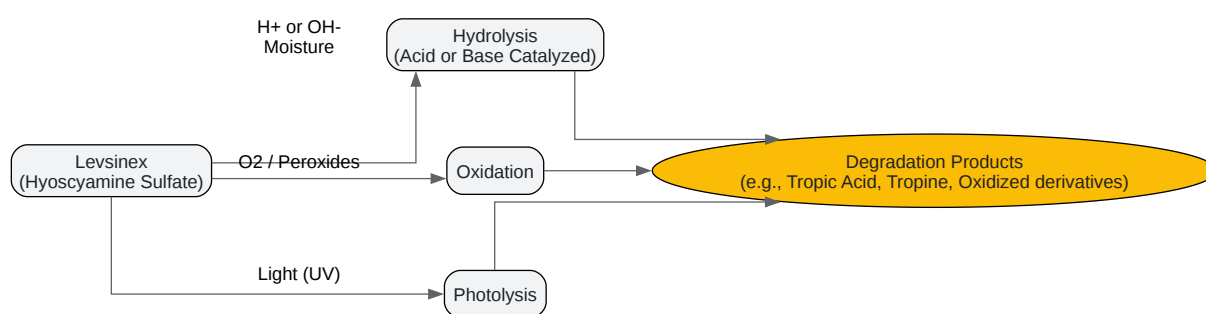 H+ or OH-
Moisture
Hydrolysis
(Acid or Base Catalyzed)
Levsinex
(Hyoscyamine Sulfate)
O2 / Peroxides
Oxidation
Degradation Products
(e.g., Tropic Acid, Tropine, Oxidized derivatives)
Light (UV)
Photolysis